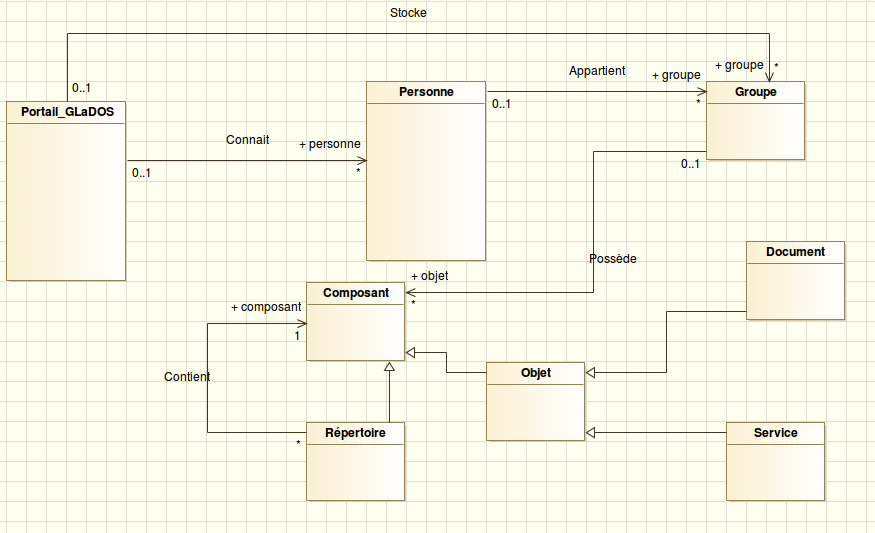 Stocke
0..1
+ groupe
*
Portail_GLaDOS
Connait
+ personne
0..1
*
Personne
Appartient
+ groupe
0..1
*
Groupe
0..1
Possède
+ objet
*
Document
Composant
+ composant
1
Contient
Objet
Répertoire
*
Service